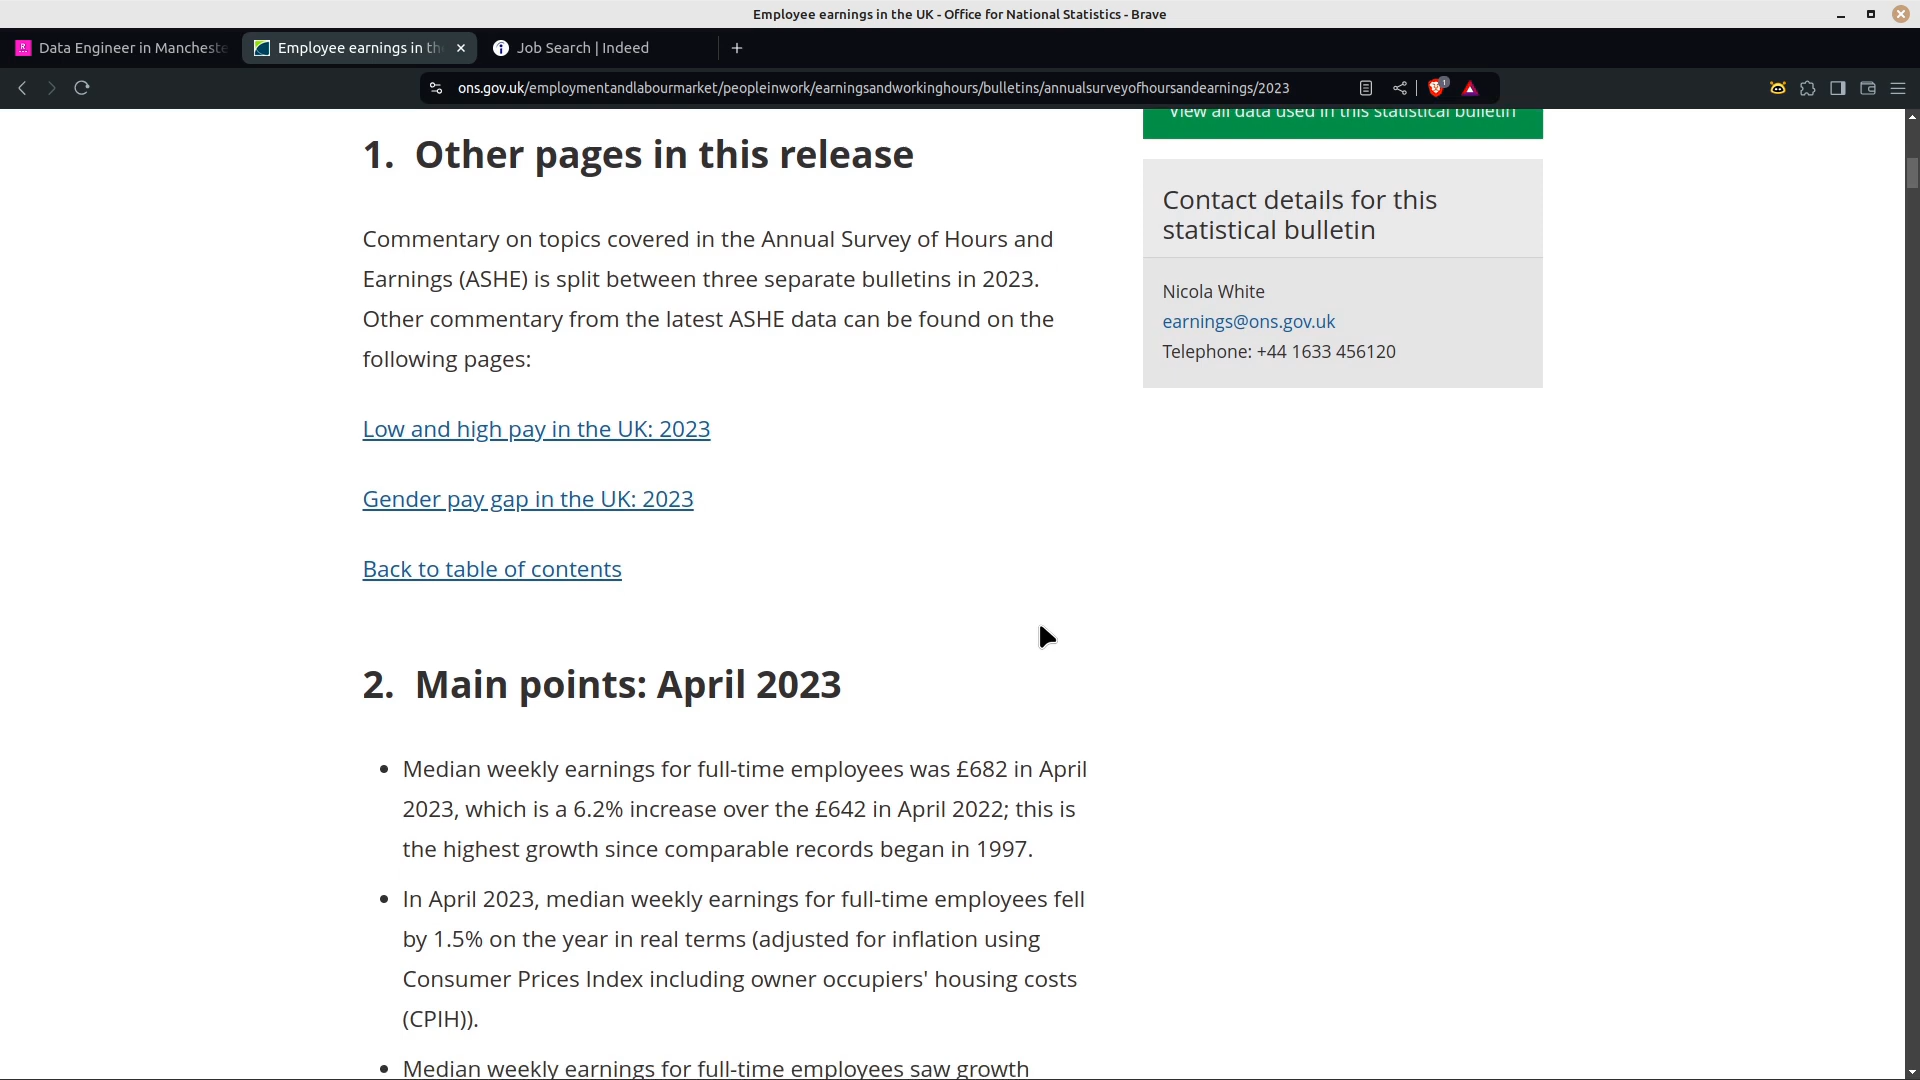 Employee earnings in the UK - Office for National Statistics - Brave
Data Engineer in Mancheste
Employee earnings in th
Job Search | Indeed
ons.gov.uk/employmentandlabourmarket/peopleinwork/earningsandworkinghours/bulletins/annualsurveyofhoursandearnings/2023
1
View all data used in this statistical bulletin
1. Other pages in this release
Commentary on topics covered in the Annual Survey of Hours and
Earnings (ASHE) is split between three separate bulletins in 2023.
Other commentary from the latest ASHE data can be found on the
following pages:
Low and high pay in the UK: 2023
Gender pay gap in the UK: 2023
Back to table of contents
Contact details for this
statistical bulletin
Nicola White
earnings@ons.gov.uk
Telephone: +44 1633 456120
2. Main points: April 2023
• Median weekly earnings for full-time employees was £682 in April
2023, which is a 6.2% increase over the £642 in April 2022; this is
the highest growth since comparable records began in 1997.
• In April 2023, median weekly earnings for full-time employees fell
by 1.5% on the year in real terms (adjusted for inflation using
Consumer Prices Index including owner occupiers' housing costs
(CPIH)).
• Median weekly earnings for full-time employees saw growth